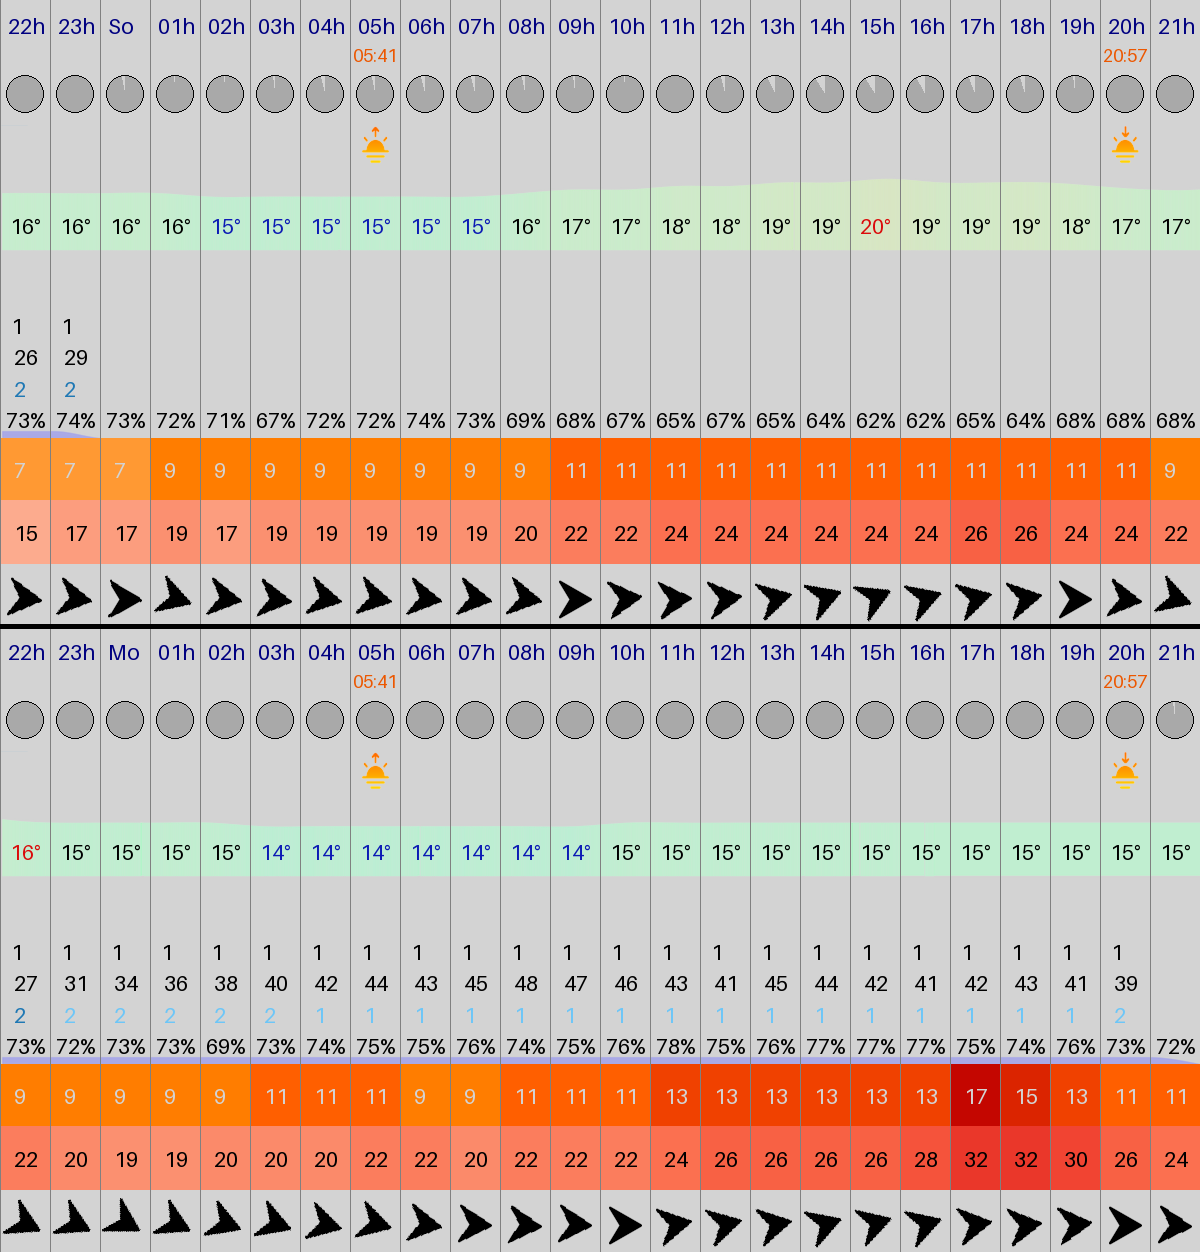 22h 23h So 01h 02h 03h 04h 05h 06h 07h 08h 09h 10h 11h 12h 13h 14h 15h 16h 17h 18h 19h 20h 21h
05:41 20:57
16° 16° 16° 16° 15° 15° 15° 15° 15° 15° 16° 17° 17° 18° 18° 19° 19° 20° 19° 19° 19° 18° 17° 17°
1 1
26 29
2 2
73% 74% 73% 72% 71% 67% 72% 72% 74% 73% 69% 68% 67% 65% 67% 65% 64% 62% 62% 65% 64% 68% 68% 68%
7 7 7 9 9 9 9 9 9 9 9 11 11 11 11 11 11 11 11 11 11 11 11 9
15 17 17 19 17 19 19 19 19 19 20 22 22 24 24 24 24 24 24 26 26 24 24 22
22h 23h Mo 01h 02h 03h 04h 05h 06h 07h 08h 09h 10h 11h 12h 13h 14h 15h 16h 17h 18h 19h 20h 21h
05:41 20:57
16° 15° 15° 15° 15° 14° 14° 14° 14° 14° 14° 14° 15° 15° 15° 15° 15° 15° 15° 15° 15° 15° 15° 15°
1 1 1 1 1 1 1 1 1 1 1 1 1 1 1 1 1 1 1 1 1 1 1
27 31 34 36 38 40 42 44 43 45 48 47 46 43 41 45 44 42 41 42 43 41 39
2 2 2 2 2 2 1 1 1 1 1 1 1 1 1 1 1 1 1 1 1 1 2
73% 72% 73% 73% 69% 73% 74% 75% 75% 76% 74% 75% 76% 78% 75% 76% 77% 77% 77% 75% 74% 76% 73% 72%
9 9 9 9 9 11 11 11 9 9 11 11 11 13 13 13 13 13 13 17 15 13 11 11
22 20 19 19 20 20 20 22 22 20 22 22 22 24 26 26 26 26 28 32 32 30 26 24